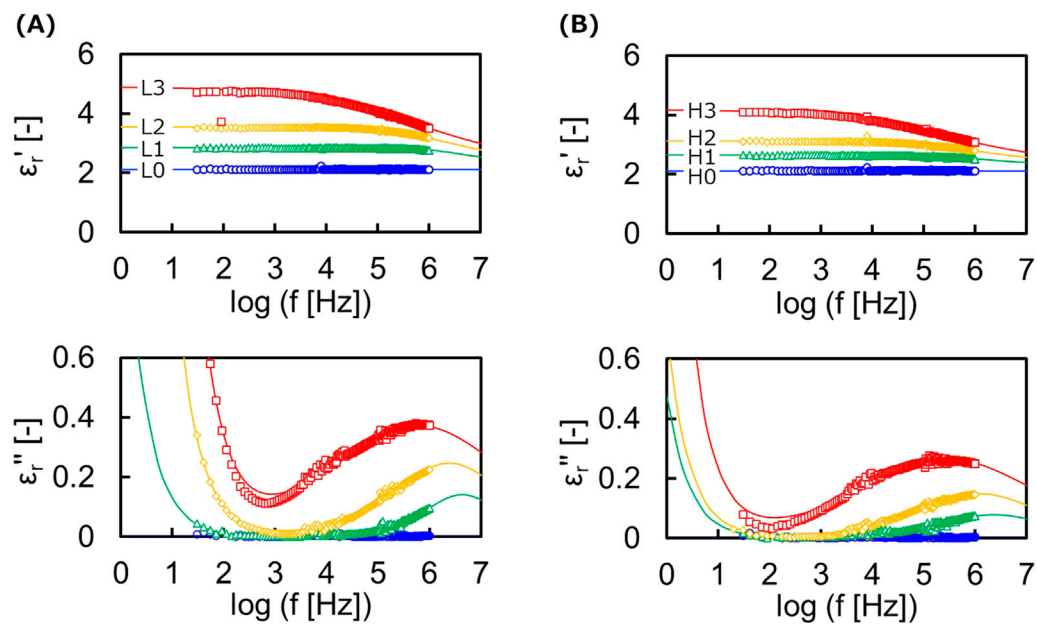 (A)
6
4
2
0
εr' [-]
L3
L2
L1
L0
0 1 2 3 4 5 6 7
log (f [Hz])
0.6
0.4
0.2
0
εr" [-]
0 1 2 3 4 5 6 7
log (f [Hz])
(B)
6
4
2
0
εr' [-]
H3
H2
H1
H0
0 1 2 3 4 5 6 7
log (f [Hz])
0.6
0.4
0.2
0
εr" [-]
0 1 2 3 4 5 6 7
log (f [Hz])